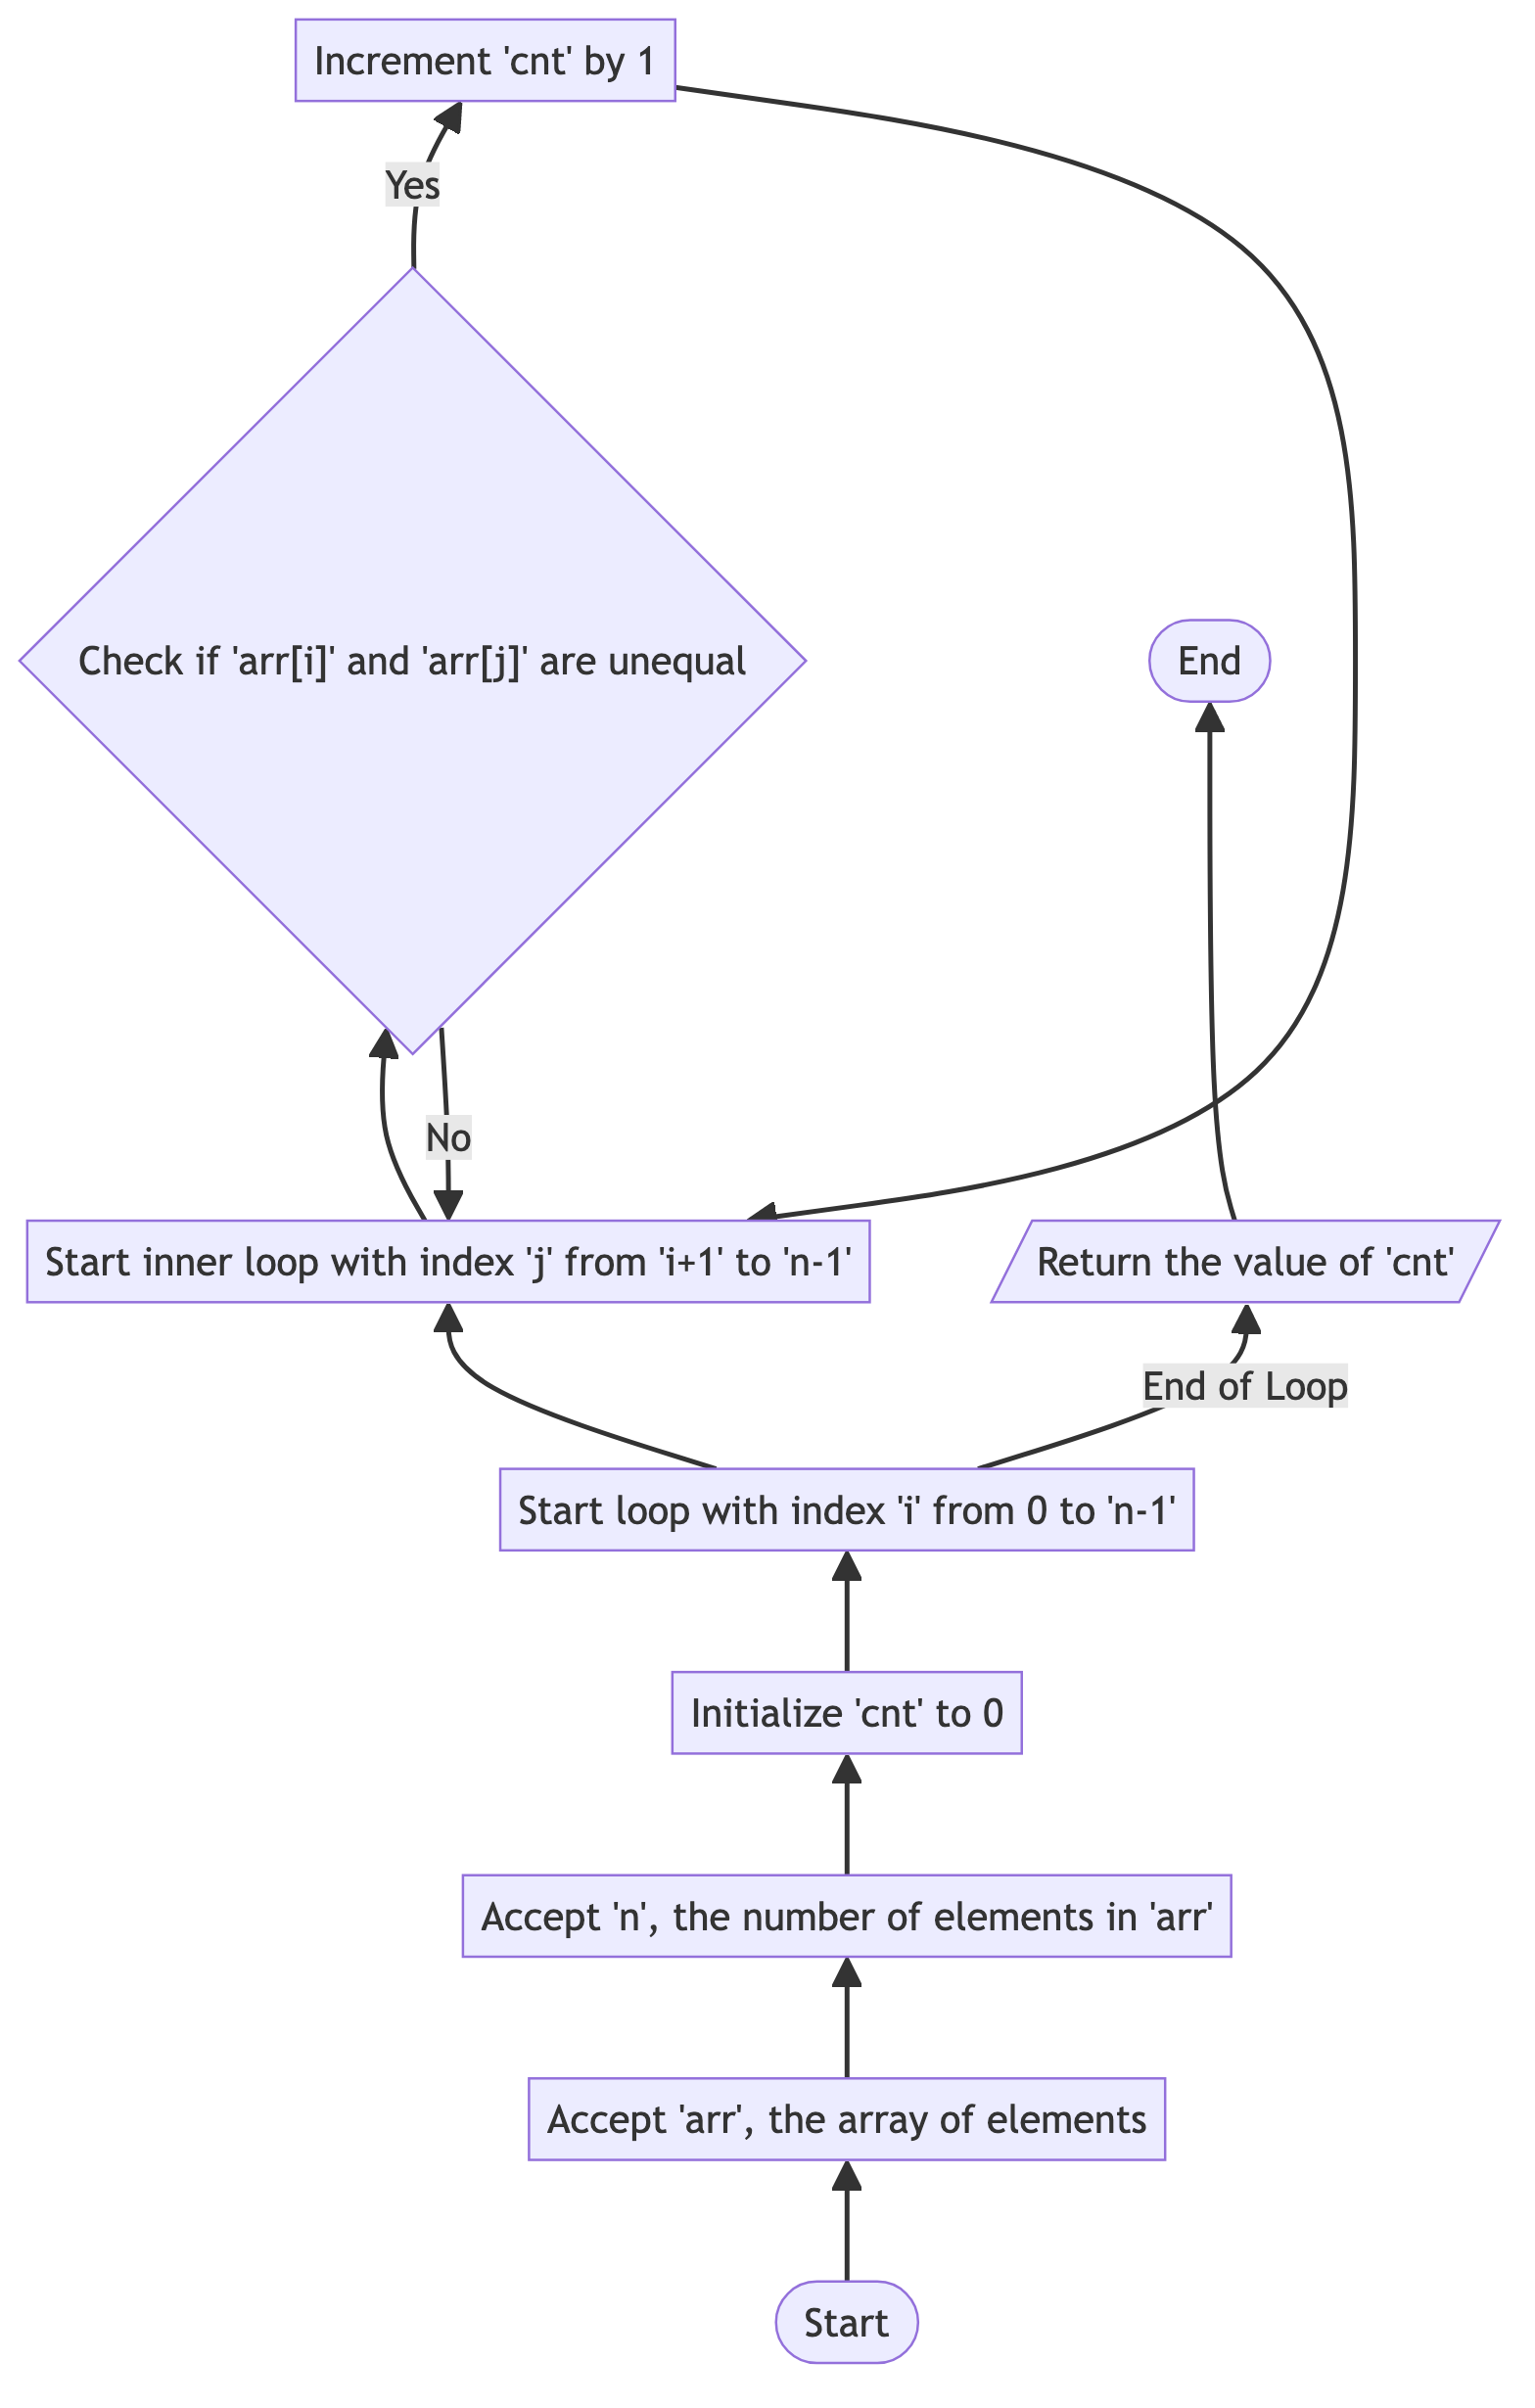 Increment 'cnt' by 1
Yes
Check if 'arr[i]' and 'arr[j]' are unequal
End
No
Start inner loop with index 'j' from 'i+1' to 'n-1'
Return the value of 'cnt'
End of Loop
Start loop with index 'i' from 0 to 'n-1'
Initialize 'cnt' to 0
Accept 'n', the number of elements in 'arr'
Accept 'arr', the array of elements
Start